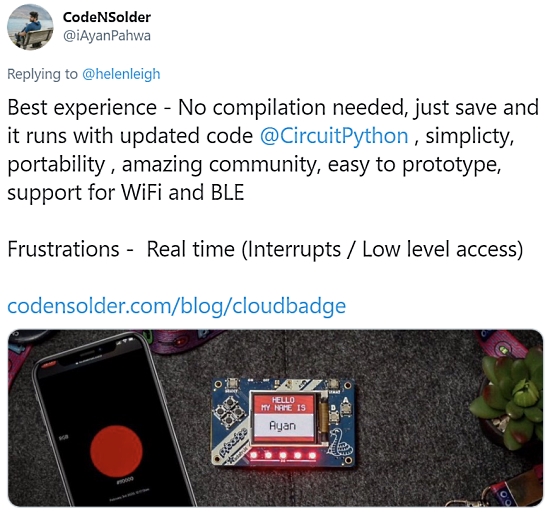 CodeNSolder
@iAyanPahwa
Replying to @helenleigh
Best experience - No compilation needed, just save and
it runs with updated code @CircuitPython , simplicty,
portability , amazing community, easy to prototype,
support for WiFi and BLE
Frustrations -  Real time (Interrupts / Low level access)
codensolder.com/blog/cloudbadge
HELLO
MY NAME IS
Ayan
A
B